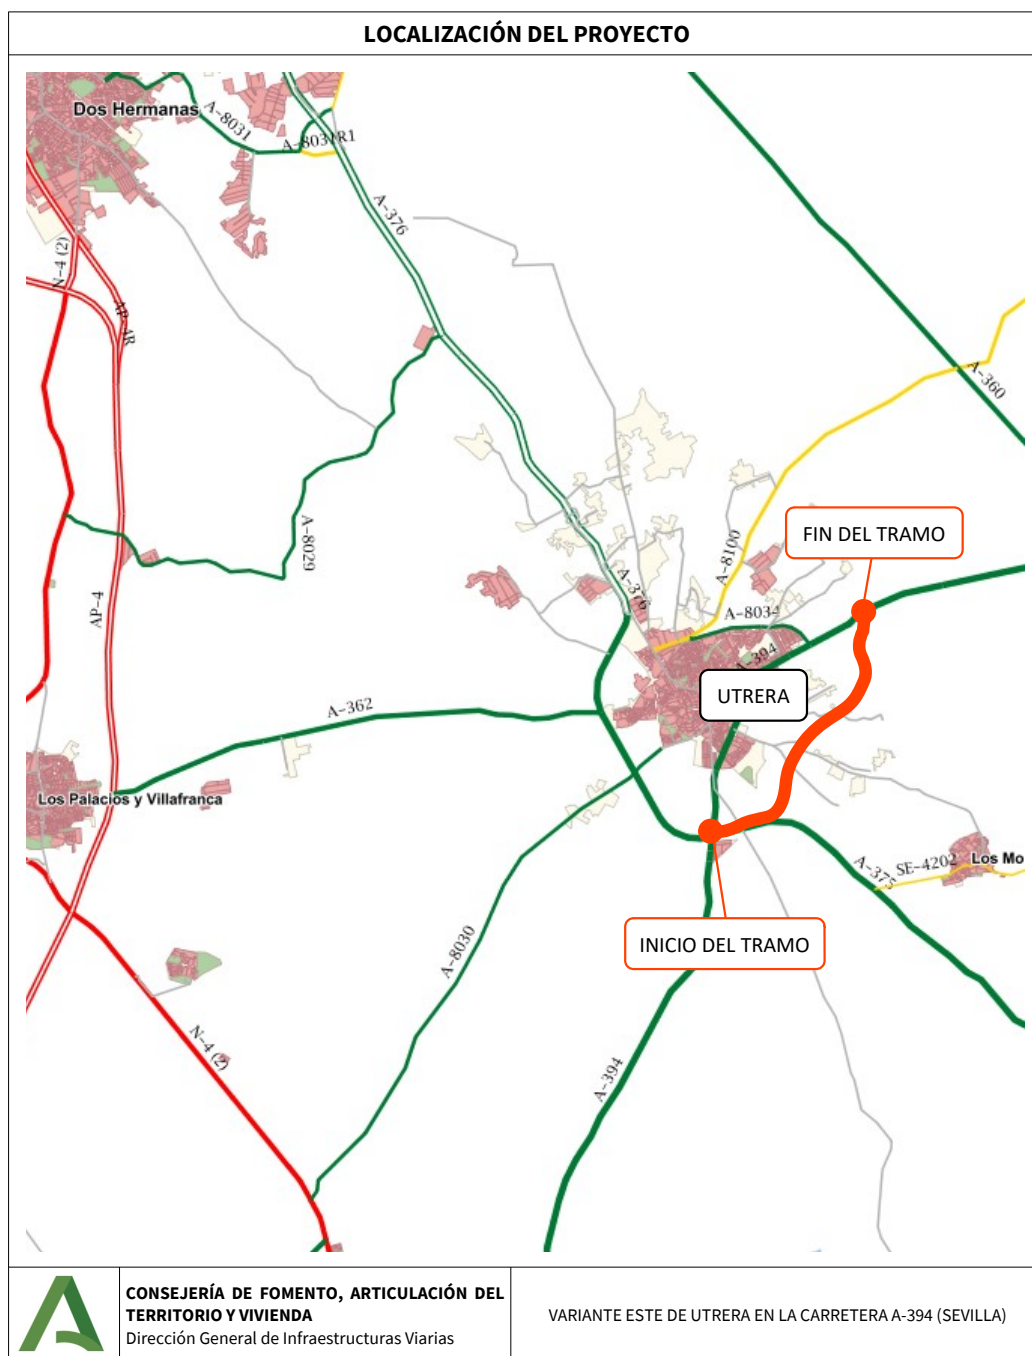 LOCALIZACIÓN DEL PROYECTO
Dos Hermanas
A-8031
A-8031R1
A-376
N-4 (2)
AP-4R
A-360
A-8029
A-8100
FIN DEL TRAMO
A-376
A-8034
AP-4
A-394
UTRERA
A-362
Los Palacios y Villafranca
A-375
SE-4202
Los Mo
INICIO DEL TRAMO
A-8030
N-4 (2)
A-394
CONSEJERÍA DE FOMENTO, ARTICULACIÓN DEL
TERRITORIO Y VIVIENDA
Dirección General de Infraestructuras Viarias
VARIANTE ESTE DE UTRERA EN LA CARRETERA A-394 (SEVILLA)